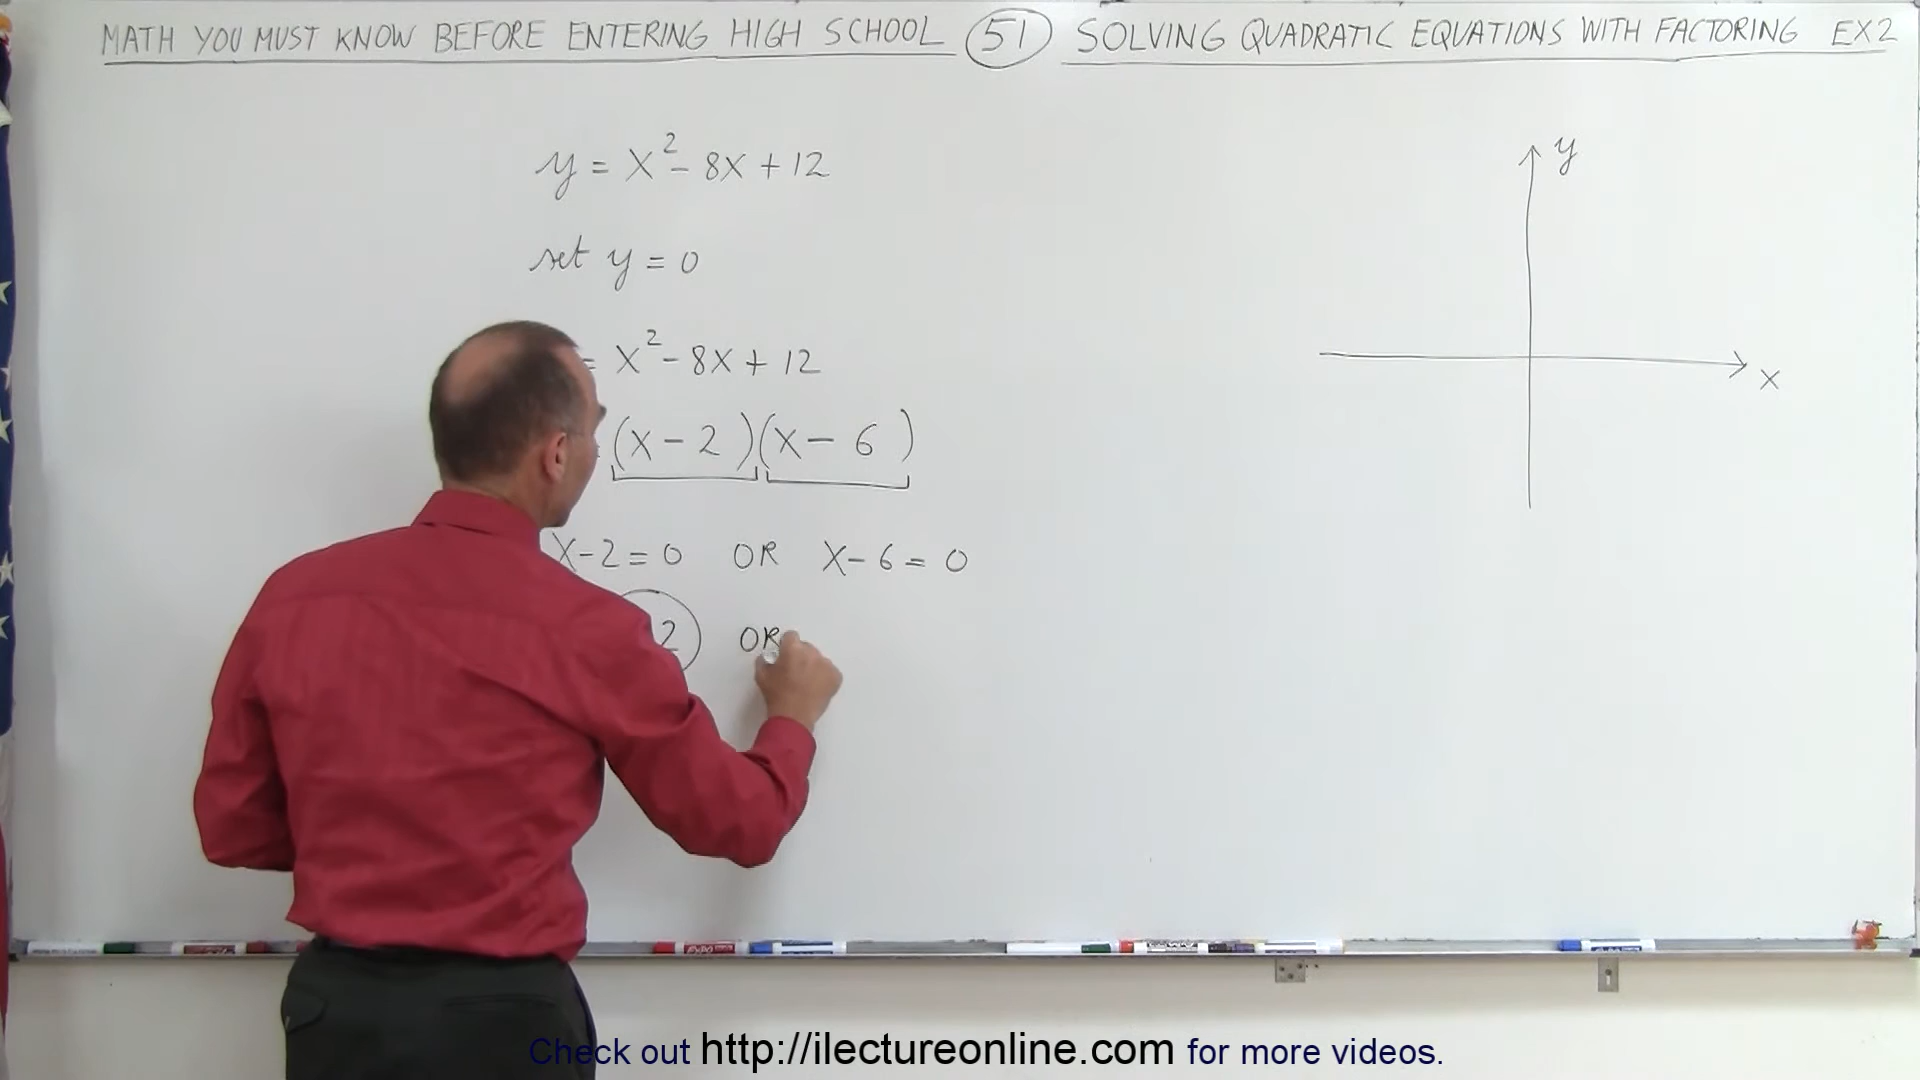 MATH YOU MUST KNOW BEFORE ENTERING HIGH SCHOOL 51 SOLVING QUADRATIC EQUATIONS WITH FACTORING EX 2
y = x² - 8x + 12
set y = 0
= x² - 8x + 12
(x - 2)(x - 6)
x - 2 = 0 OR x - 6 = 0
2 OR
y
x
Check out http://ilectureonline.com for more videos.